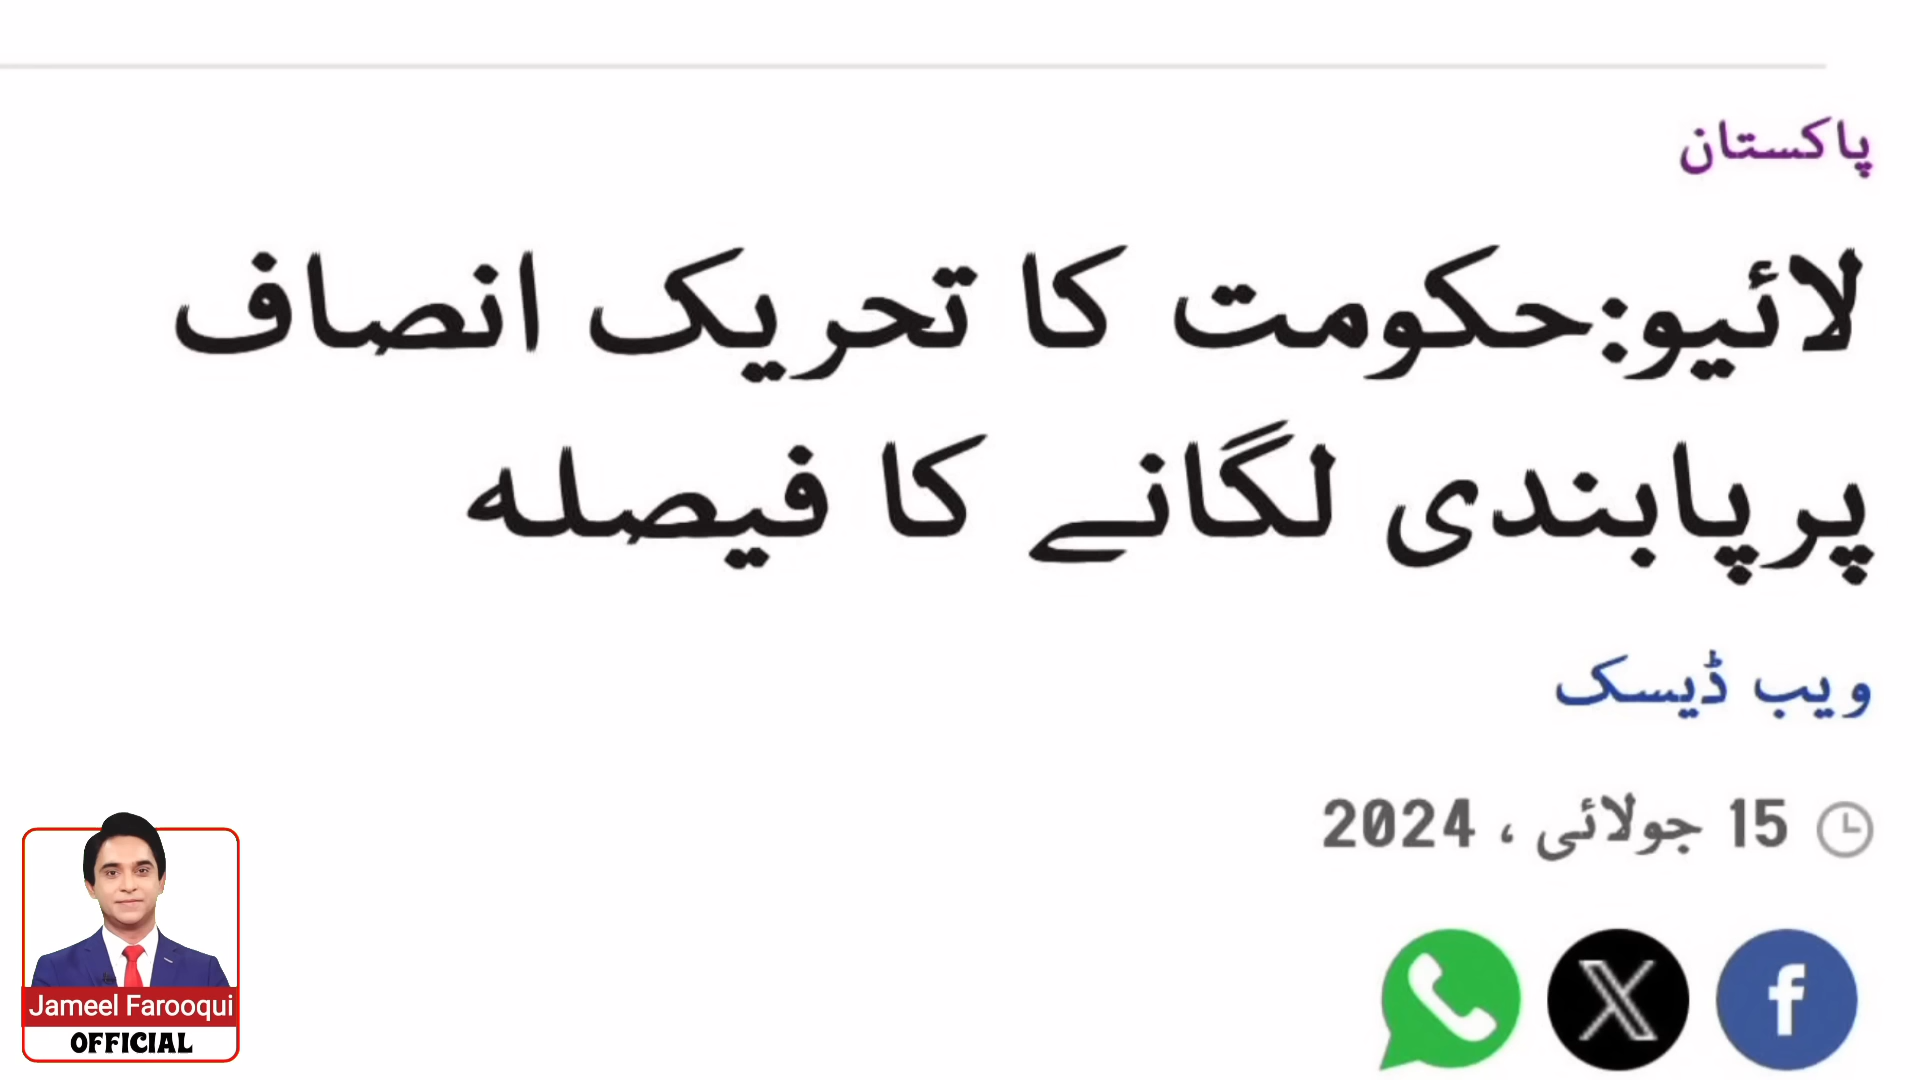 پاکستان
لائیو:حکومت کا تحریک انصاف
پرپابندی لگانے کا فیصلہ
ویب ڈیسک
15 جولائی ، 2024
Jameel Farooqui
OFFICIAL